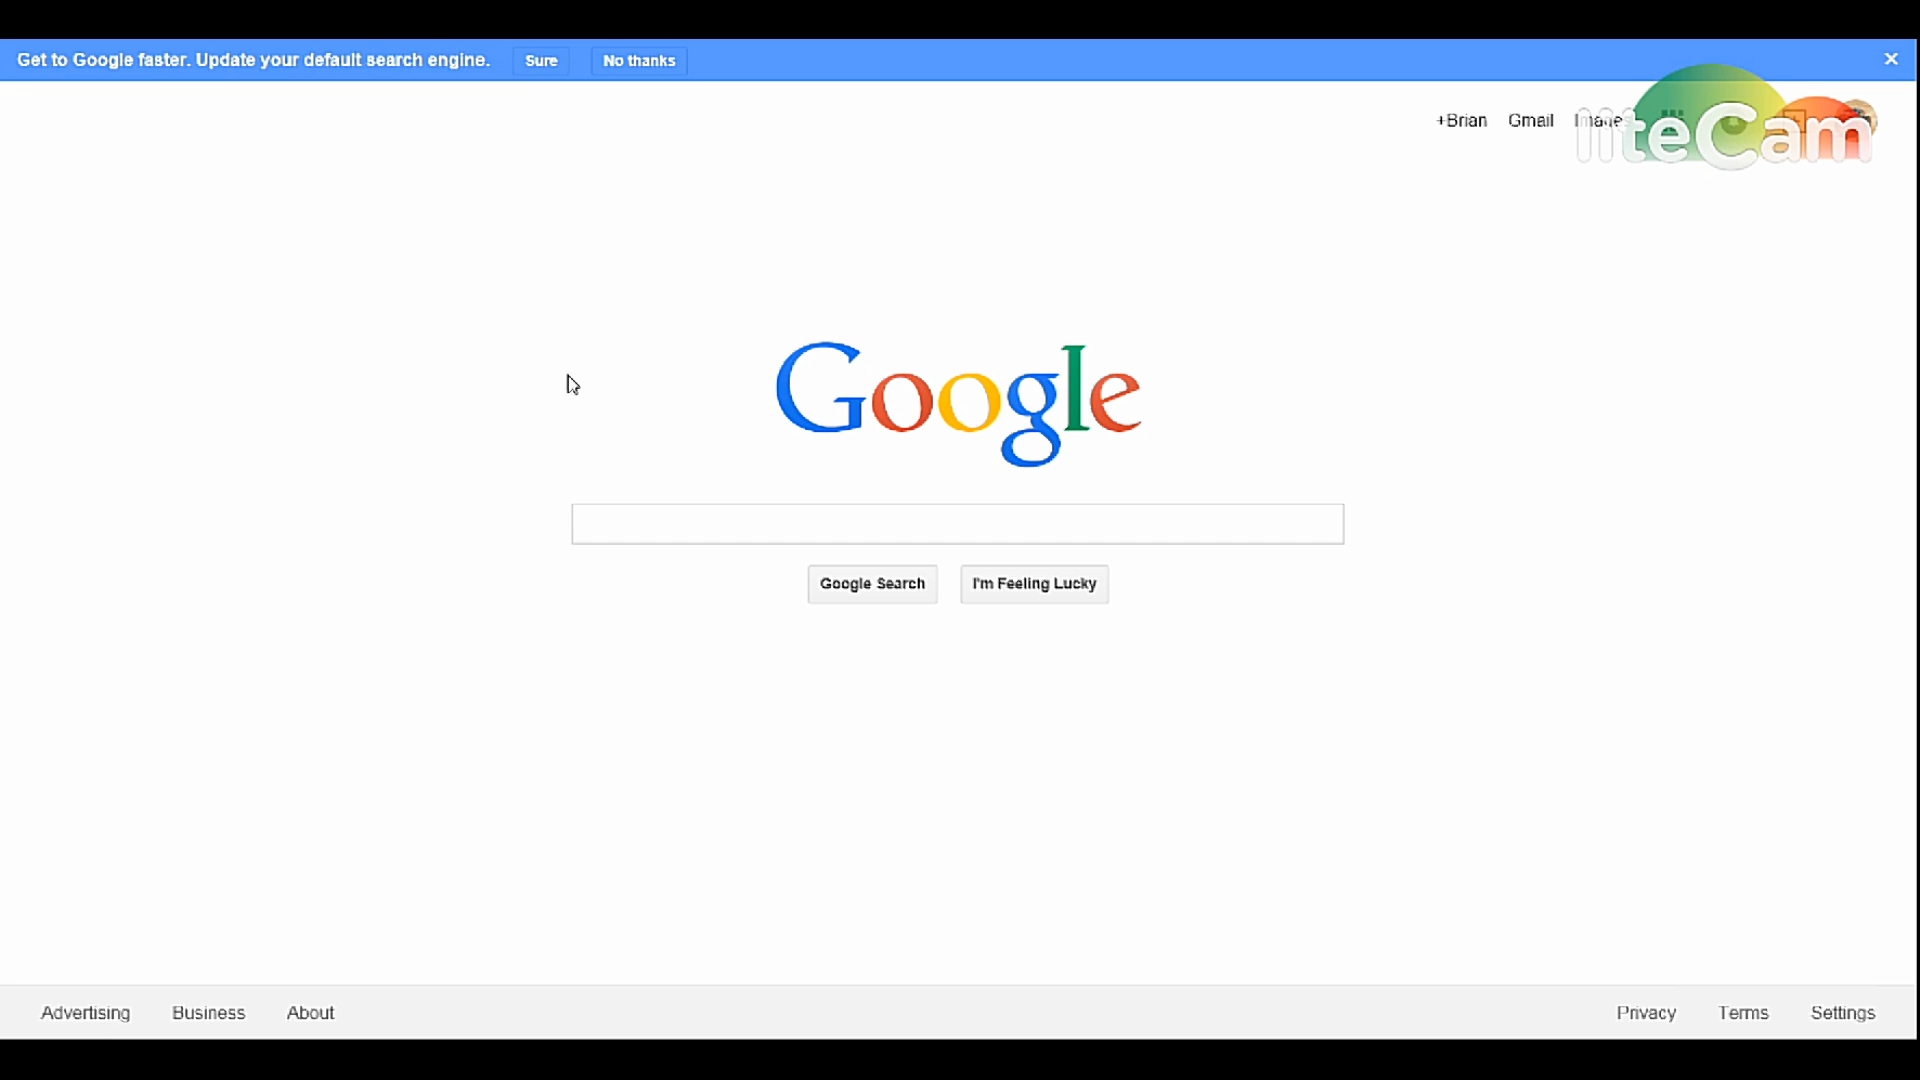 Get to Google faster. Update your default search engine. Sure No thanks
+Brian Gmail Images
liteCam
Google
Google Search I'm Feeling Lucky
Advertising Business About Privacy Terms Settings